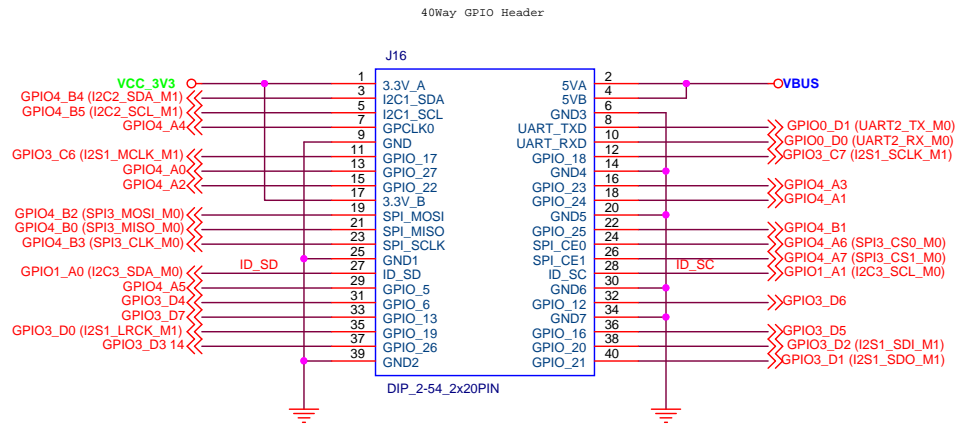 40Way GPIO Header
J16
VCC_3V3 1 3.3V_A 5VA 2 VBUS
GPIO4_B4 (I2C2_SDA_M1) 3 I2C1_SDA 5VB 4
GPIO4_B5 (I2C2_SCL_M1) 5 I2C1_SCL GND3 6
GPIO4_A4 7 GPCLK0 UART_TXD 8 GPIO0_D1 (UART2_TX_M0)
9 GND UART_RXD 10 GPIO0_D0 (UART2_RX_M0)
GPIO3_C6 (I2S1_MCLK_M1) 11 GPIO_17 GPIO_18 12 GPIO3_C7 (I2S1_SCLK_M1)
GPIO4_A0 13 GPIO_27 GND4 14
GPIO4_A2 15 GPIO_22 GPIO_23 16 GPIO4_A3
17 3.3V_B GPIO_24 18 GPIO4_A1
GPIO4_B2 (SPI3_MOSI_M0) 19 SPI_MOSI GND5 20
GPIO4_B0 (SPI3_MISO_M0) 21 SPI_MISO GPIO_25 22 GPIO4_B1
GPIO4_B3 (SPI3_CLK_M0) 23 SPI_SCLK SPI_CE0 24 GPIO4_A6 (SPI3_CS0_M0)
25 GND1 SPI_CE1 26 GPIO4_A7 (SPI3_CS1_M0)
GPIO1_A0 (I2C3_SDA_M0) ID_SD 27 ID_SD ID_SC 28 ID_SC GPIO1_A1 (I2C3_SCL_M0)
GPIO4_A5 29 GPIO_5 GND6 30
GPIO3_D4 31 GPIO_6 GPIO_12 32 GPIO3_D6
GPIO3_D7 33 GPIO_13 GND7 34
GPIO3_D0 (I2S1_LRCK_M1) 35 GPIO_19 GPIO_16 36 GPIO3_D5
GPIO3_D3 14 37 GPIO_26 GPIO_20 38 GPIO3_D2 (I2S1_SDI_M1)
39 GND2 GPIO_21 40 GPIO3_D1 (I2S1_SDO_M1)
DIP_2-54_2x20PIN